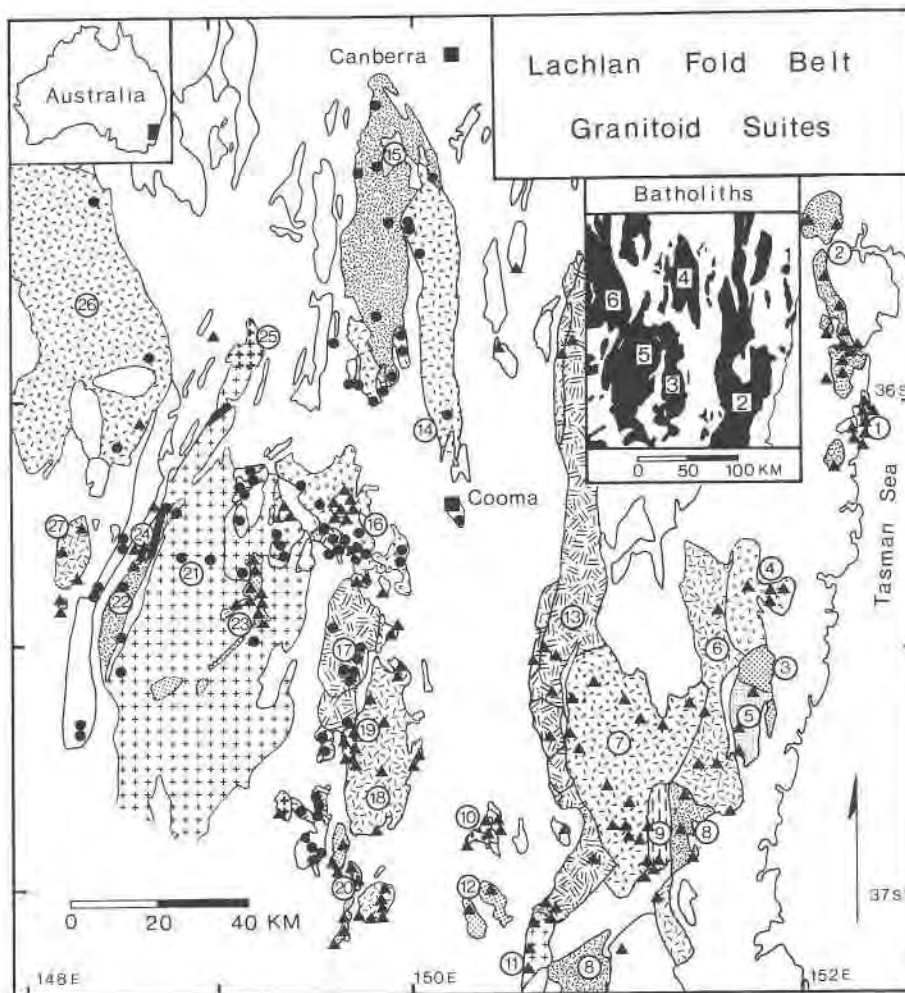 Australia
Canberra
Lachlan Fold Belt
Granitoid Suites
Batholiths
1
2
3
4
5
6
0 50 100 KM
15
2
26
25
36S
14
1
Cooma
Tasman Sea
27
24
16
4
21
22
23
13
6
3
17
5
19
7
18
10
9
8
20
12
0 20 40 KM
37S
11
8
148E
150E
152E